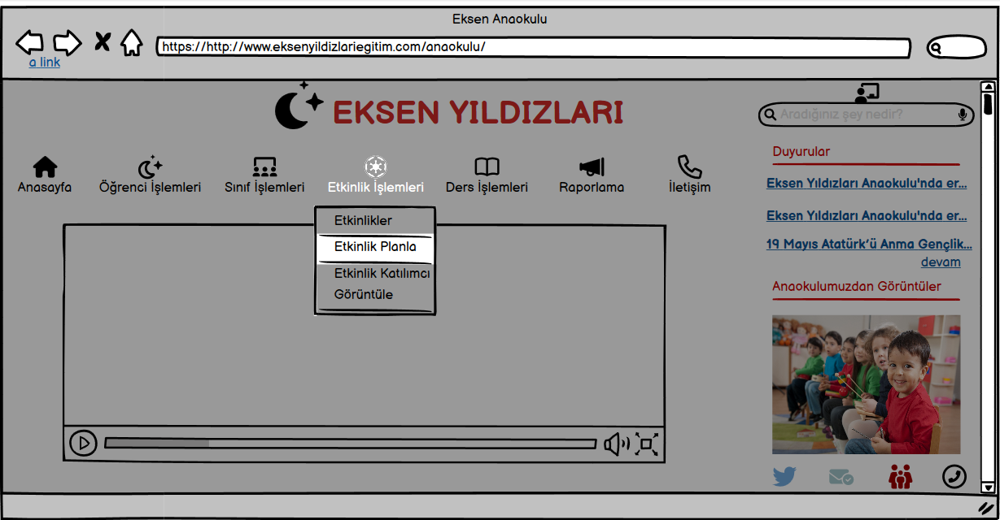 Eksen Anaokulu
https://http://www.eksenyildizlariegitim.com/anaokulu/
a link
EKSEN YILDIZLARI
Aradığınız şey nedir?
Anasayfa
Öğrenci İşlemleri
Sınıf İşlemleri
Etkinlik İşlemleri
Ders İşlemleri
Raporlama
İletişim
Etkinlikler
Etkinlik Planla
Etkinlik Katılımcı
Görüntüle
Duyurular
Eksen Yıldızları Anaokulu'nda er...
Eksen Yıldızları Anaokulu'nda er...
19 Mayıs Atatürk'ü Anma Gençlik...
devam
Anaokulumuzdan Görüntüler